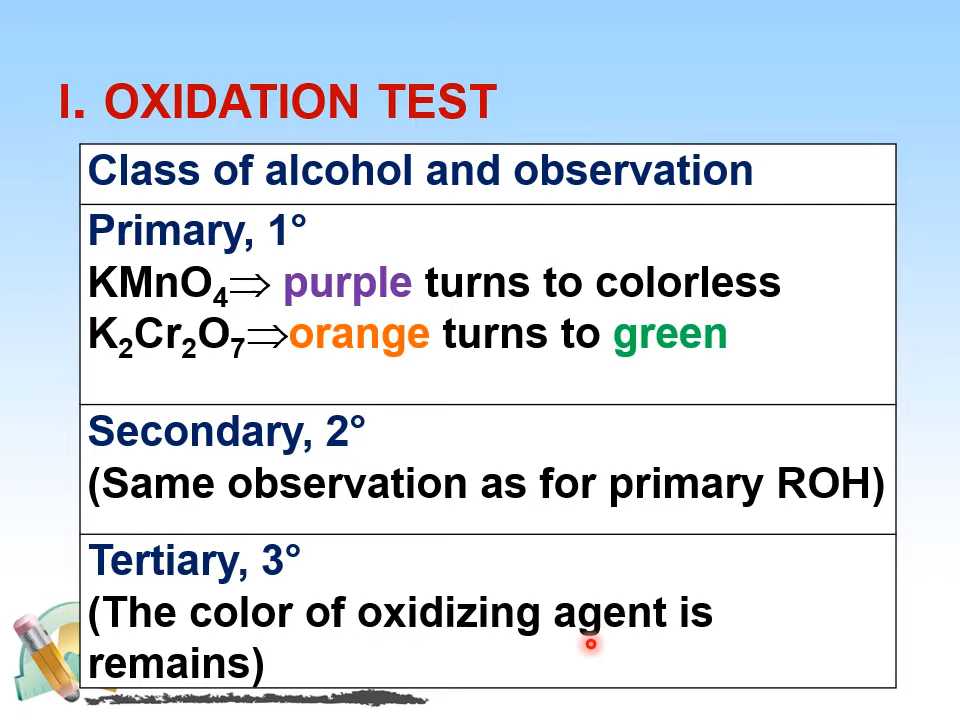 I. OXIDATION TEST
Class of alcohol and observation
Primary, 1°
KMnO₄⇒ purple turns to colorless
K₂Cr₂O₇⇒orange turns to green
Secondary, 2°
(Same observation as for primary ROH)
Tertiary, 3°
(The color of oxidizing agent is
remains)